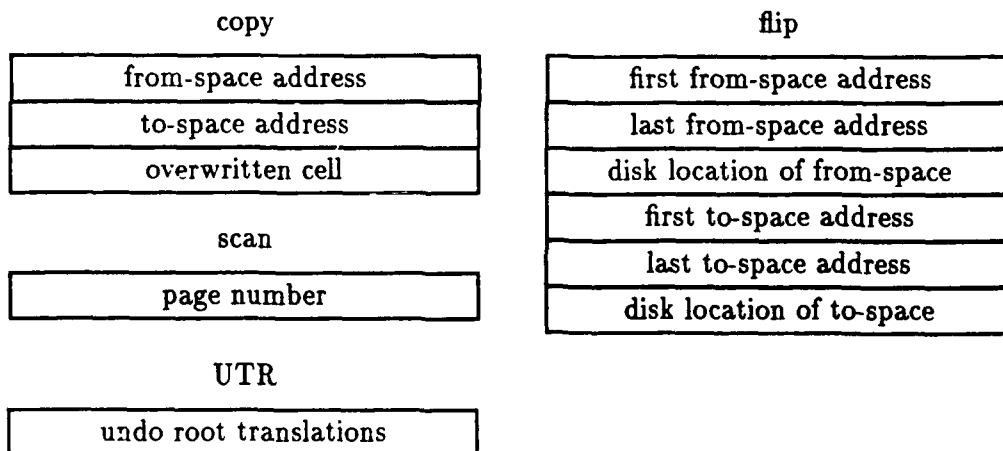 copy
from-space address
to-space address
overwritten cell
scan
page number
UTR
undo root translations
flip
first from-space address
last from-space address
disk location of from-space
first to-space address
last to-space address
disk location of to-space